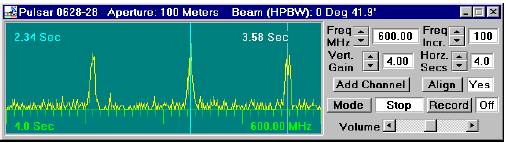 Pulsar 0628-28 Aperture: 100 Meters Beam (HPBW): 0 Deg 41.9'
2.34 Sec 3.58 Sec
4.0 Sec 600.00 MHz
Freq MHz 600.00 Freq Incr. 100
Vert. Gain 4.00 Horz. Secs 4.0
Add Channel Align Yes
Mode Stop Record Off
Volume